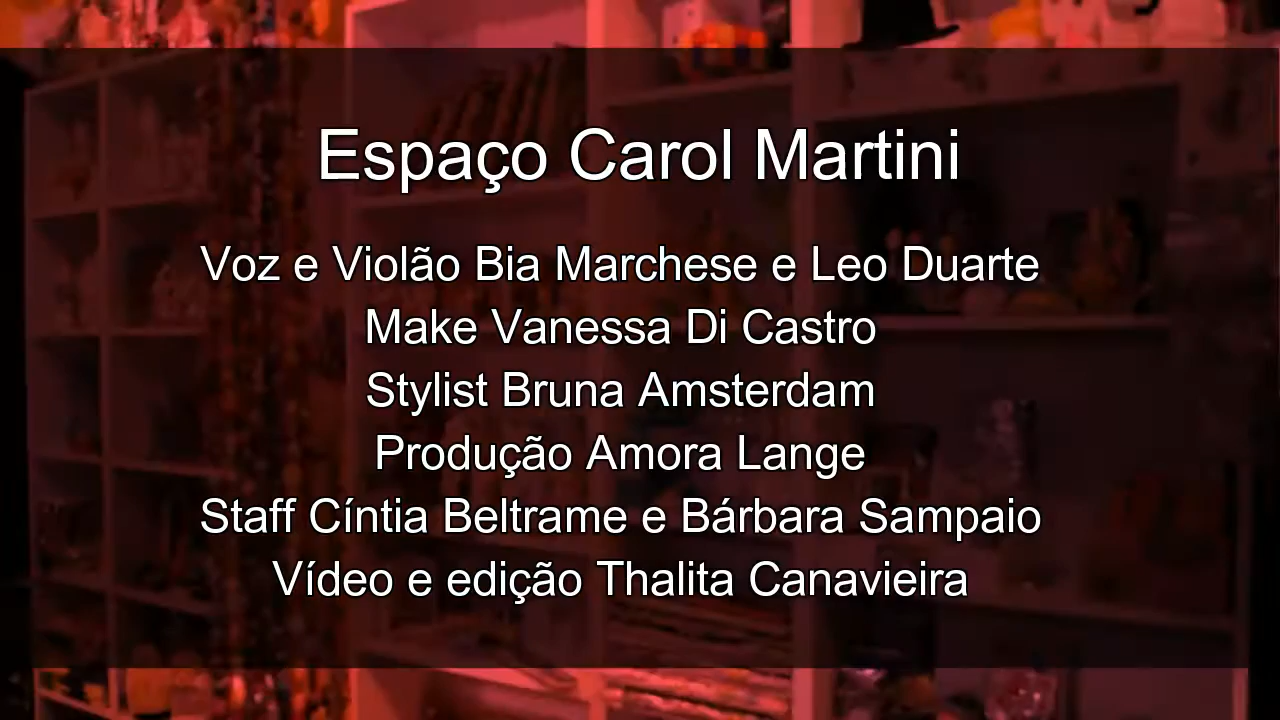 Espaço Carol Martini
Voz e Violão Bia Marchese e Leo Duarte
Make Vanessa Di Castro
Stylist Bruna Amsterdam
Produção Amora Lange
Staff Cíntia Beltrame e Bárbara Sampaio
Vídeo e edição Thalita Canavieira